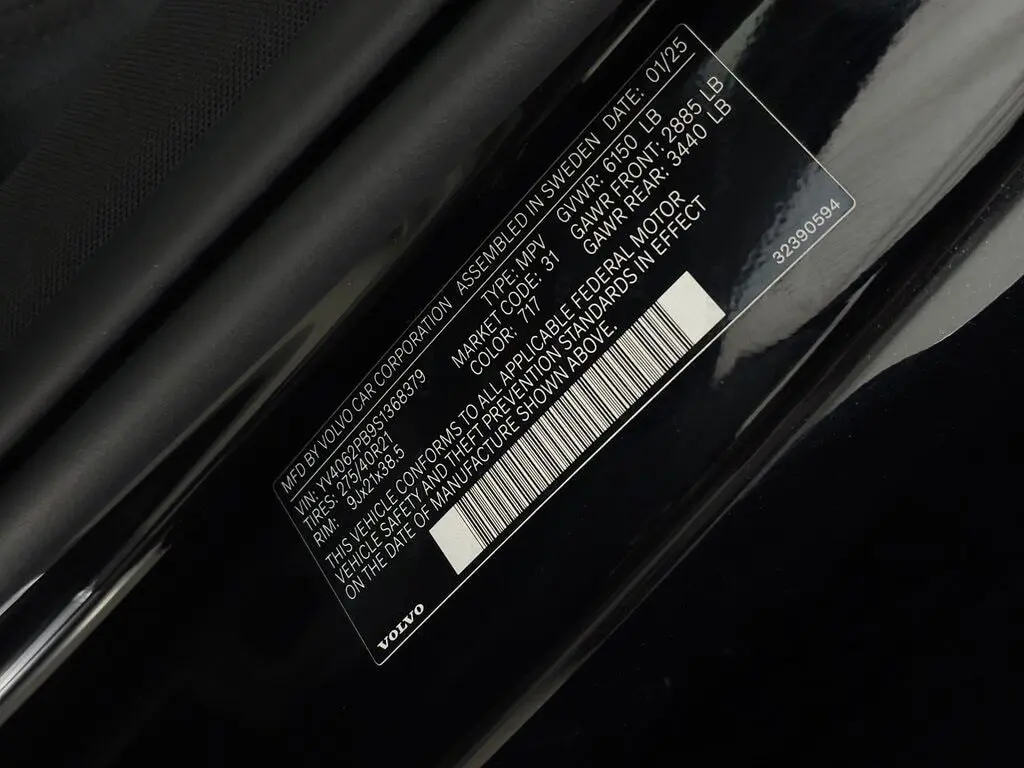 MFD BY VOLVO CAR CORPORATION ASSEMBLED IN SWEDEN DATE: 01/25
VIN: YV4062PB9S1368379 TYPE: MPV GVWR: 6150 LB
TIRES: 275/40R21 MARKET CODE: 31 GAWR FRONT: 2885 LB
RIM: 9Jx21x38.5 COLOR: 717 GAWR REAR: 3440 LB
THIS VEHICLE CONFORMS TO ALL APPLICABLE FEDERAL MOTOR
VEHICLE SAFETY AND THEFT PREVENTION STANDARDS IN EFFECT
ON THE DATE OF MANUFACTURE SHOWN ABOVE
VOLVO 32390594